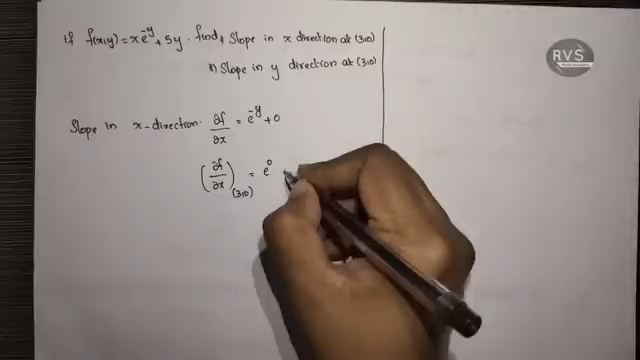 if f(x,y) = x e^-y + 5y . find i) Slope in x direction at (3,0)
ii) Slope in y direction at (3,0)
RVS
Slope in x-direction. ∂f/∂x = e^-y + 0
(∂f/∂x)(3,0) = e^0